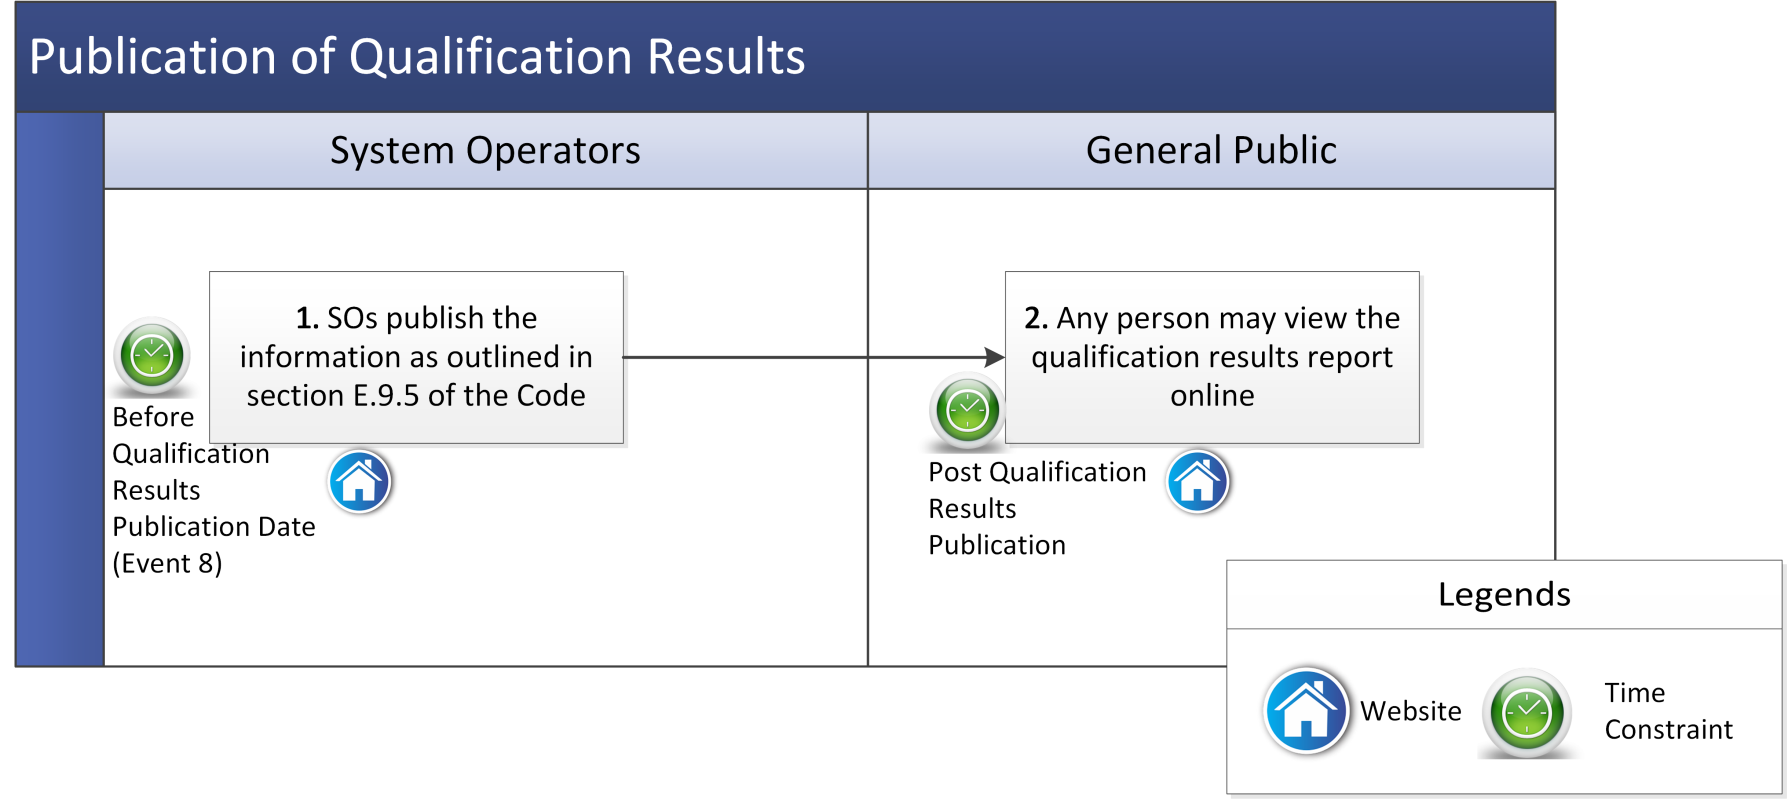 Publication of Qualification Results
System Operators
General Public
1. SOs publish the
information as outlined in
section E.9.5 of the Code
Before
Qualification
Results
Publication Date
(Event 8)
2. Any person may view the
qualification results report
online
Post Qualification
Results
Publication
Legends
Website
Time
Constraint